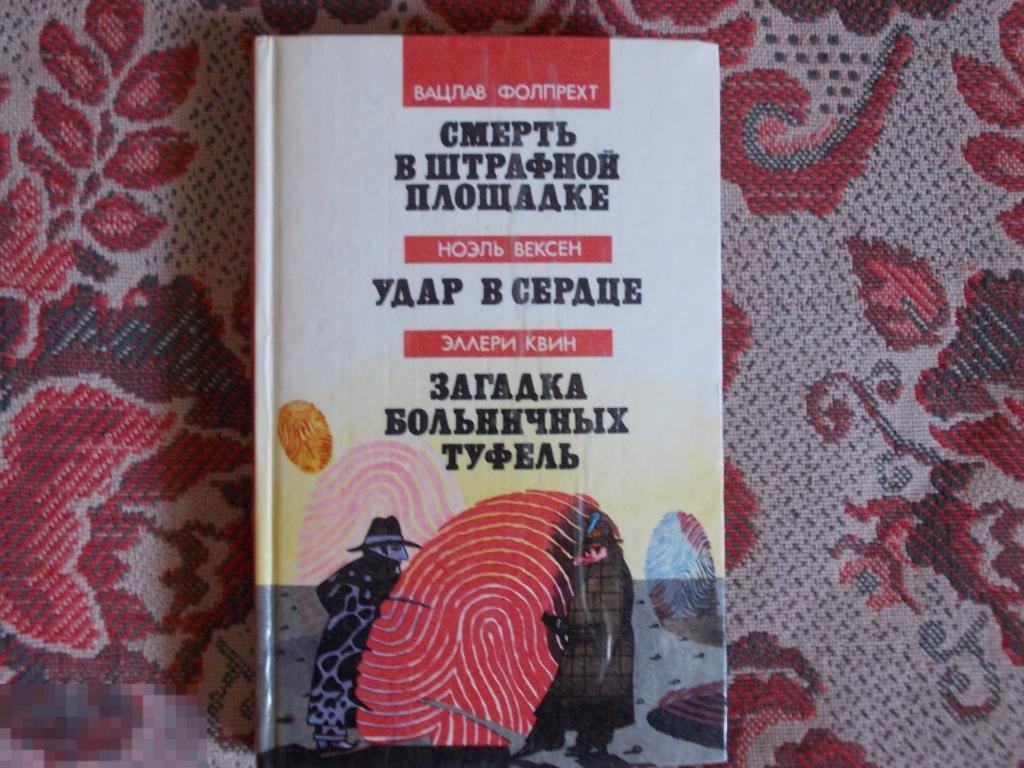 ВАЦЛАВ ФОЛПРЕХТ
СМЕРТЬ
В ШТРАФНОЙ
ПЛОЩАДКЕ
НОЭЛЬ ВЕКСЕН
УДАР В СЕРДЦЕ
ЭЛЛЕРИ КВИН
ЗАГАДКА
БОЛЬНИЧНЫХ
ТУФЕЛЬ